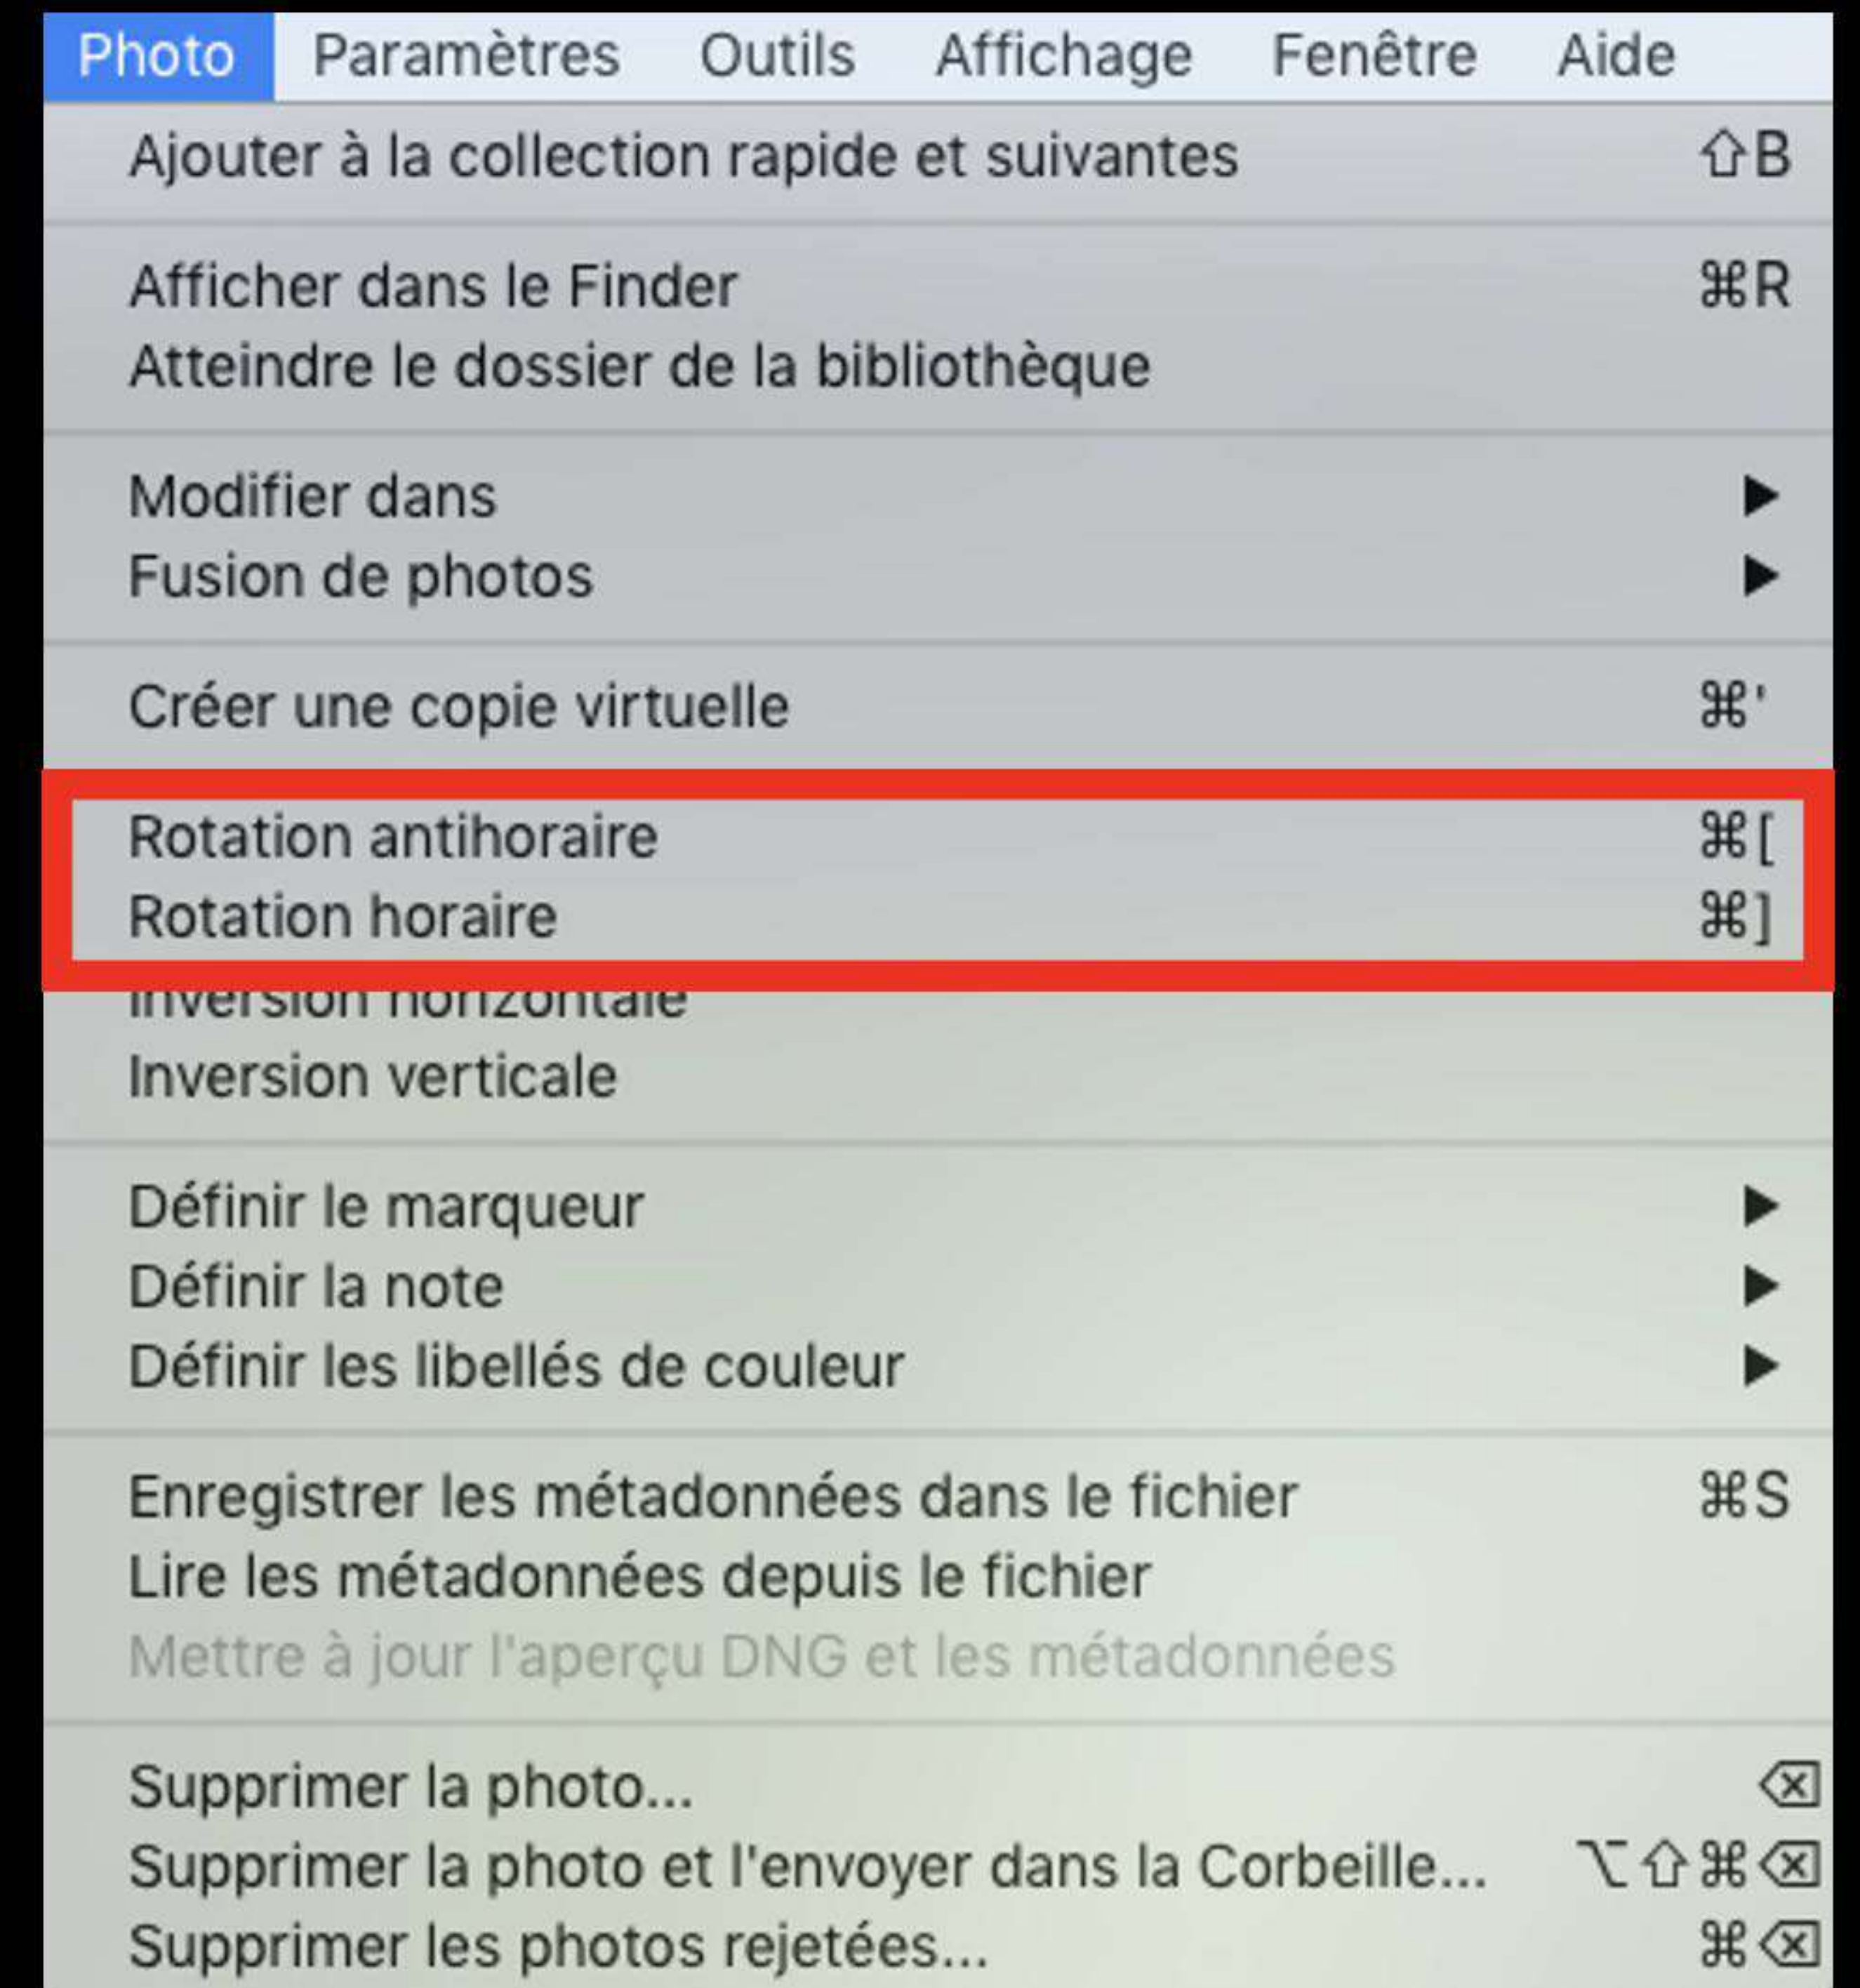 Photo Paramètres Outils Affichage Fenêtre Aide
Ajouter à la collection rapide et suivantes ⇧B
Afficher dans le Finder ⌘R
Atteindre le dossier de la bibliothèque
Modifier dans ▶
Fusion de photos ▶
Créer une copie virtuelle ⌘'
Rotation antihoraire ⌘[
Rotation horaire ⌘]
Inversion horizontale
Inversion verticale
Définir le marqueur ▶
Définir la note ▶
Définir les libellés de couleur ▶
Enregistrer les métadonnées dans le fichier ⌘S
Lire les métadonnées depuis le fichier
Mettre à jour l'aperçu DNG et les métadonnées
Supprimer la photo... ⌫
Supprimer la photo et l'envoyer dans la Corbeille... ⌥⇧⌘⌫
Supprimer les photos rejetées... ⌘⌫